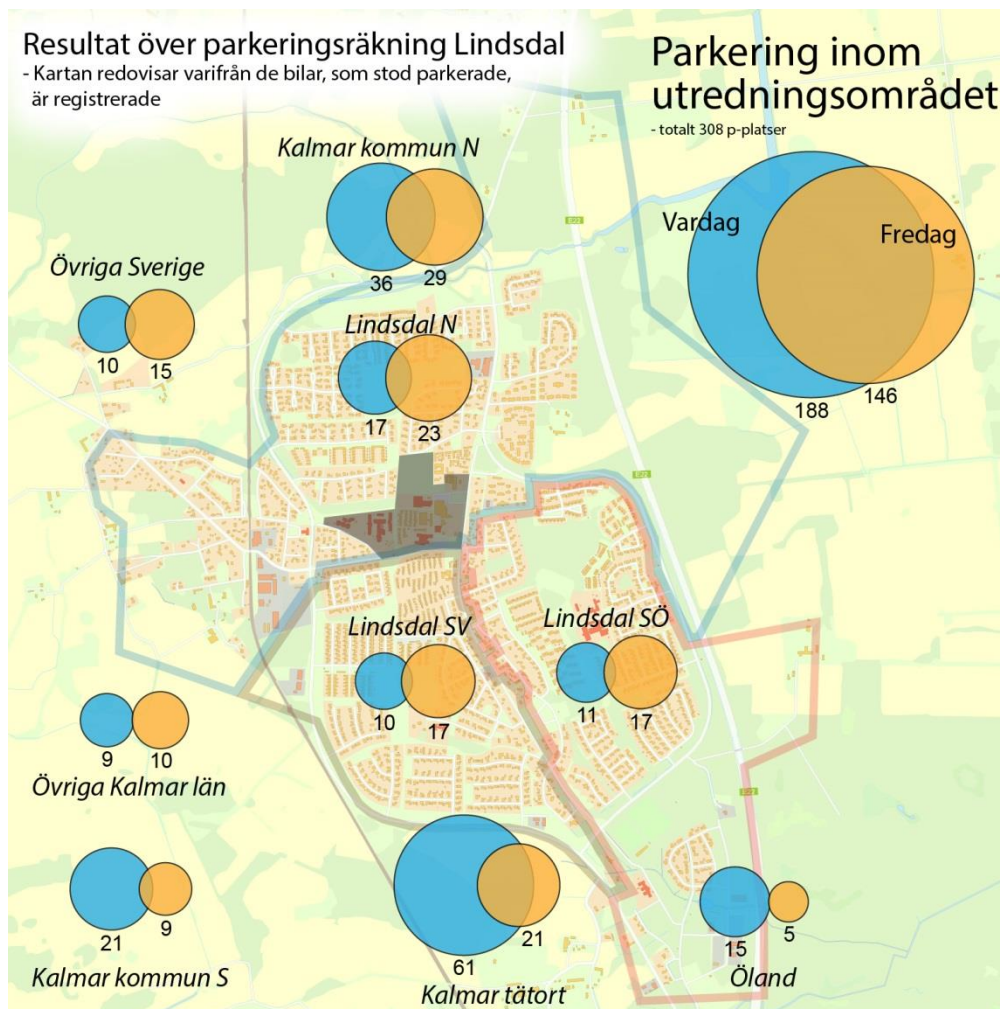 Resultat över parkeringsräkning Lindsdal
- Kartan redovisar varifrån de bilar, som stod parkerade,
är registrerade
Parkering inom
utredningsområdet
- totalt 308 p-platser
Vardag
Fredag
188
146
Kalmar kommun N
36
29
E22
Övriga Sverige
10
15
Lindsdal N
17
23
E22
Lindsdal SV
10
17
Lindsdal SÖ
11
17
9
10
Övriga Kalmar län
E22
21
9
Kalmar kommun S
61
21
Kalmar tätort
15
5
Öland